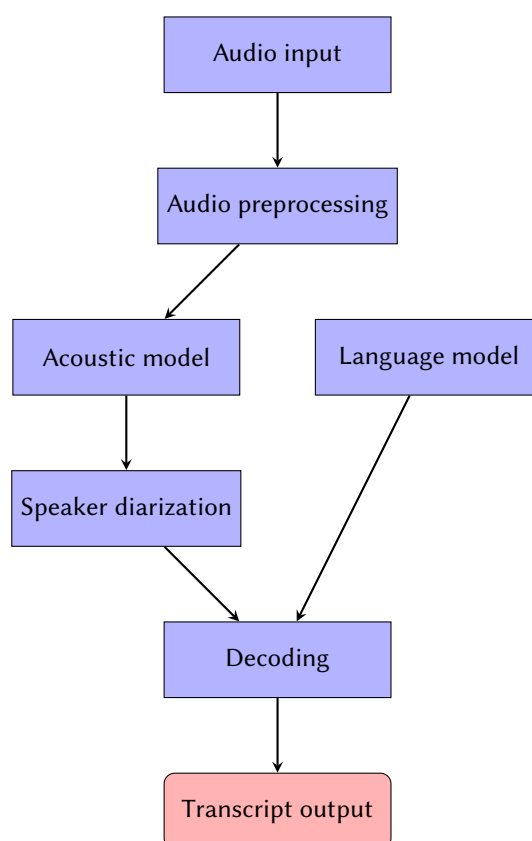 Audio input
Audio preprocessing
Acoustic model
Language model
Speaker diarization
Decoding
Transcript output